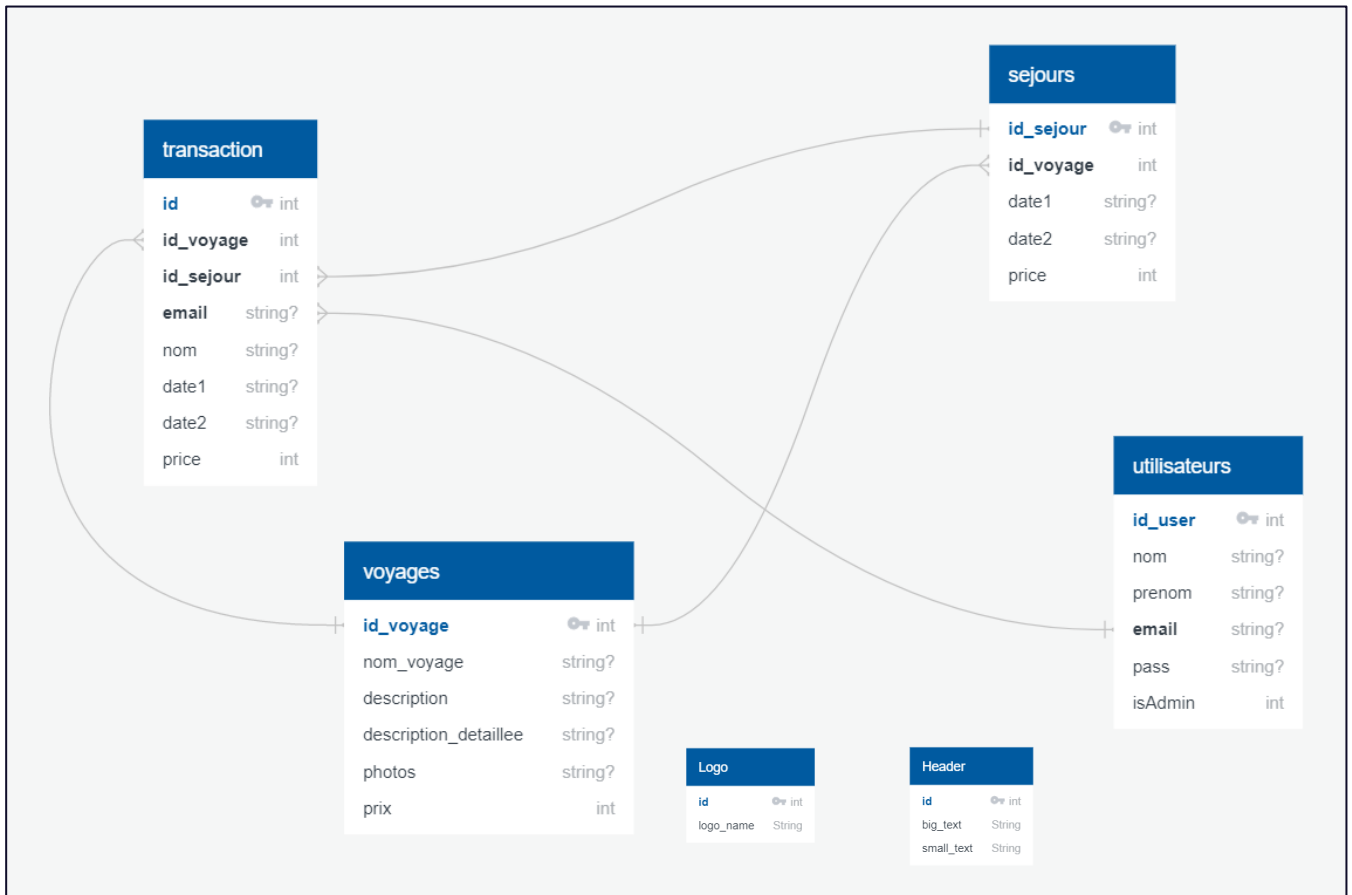 transaction
id int
id_voyage int
id_sejour int
email string?
nom string?
date1 string?
date2 string?
price int
sejours
id_sejour int
id_voyage int
date1 string?
date2 string?
price int
voyages
id_voyage int
nom_voyage string?
description string?
description_detaillee string?
photos string?
prix int
utilisateurs
id_user int
nom string?
prenom string?
email string?
pass string?
isAdmin int
Logo
id int
logo_name String
Header
id int
big_text String
small_text String